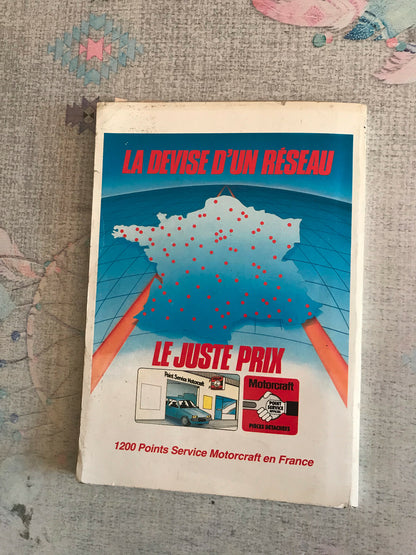 LA DEVISE D'UN RÉSEAU
LE JUSTE PRIX
Point Service Motorcraft
Motorcraft
POINT
SERVICE
PIÈCES DÉTACHÉES
1200 Points Service Motorcraft en France